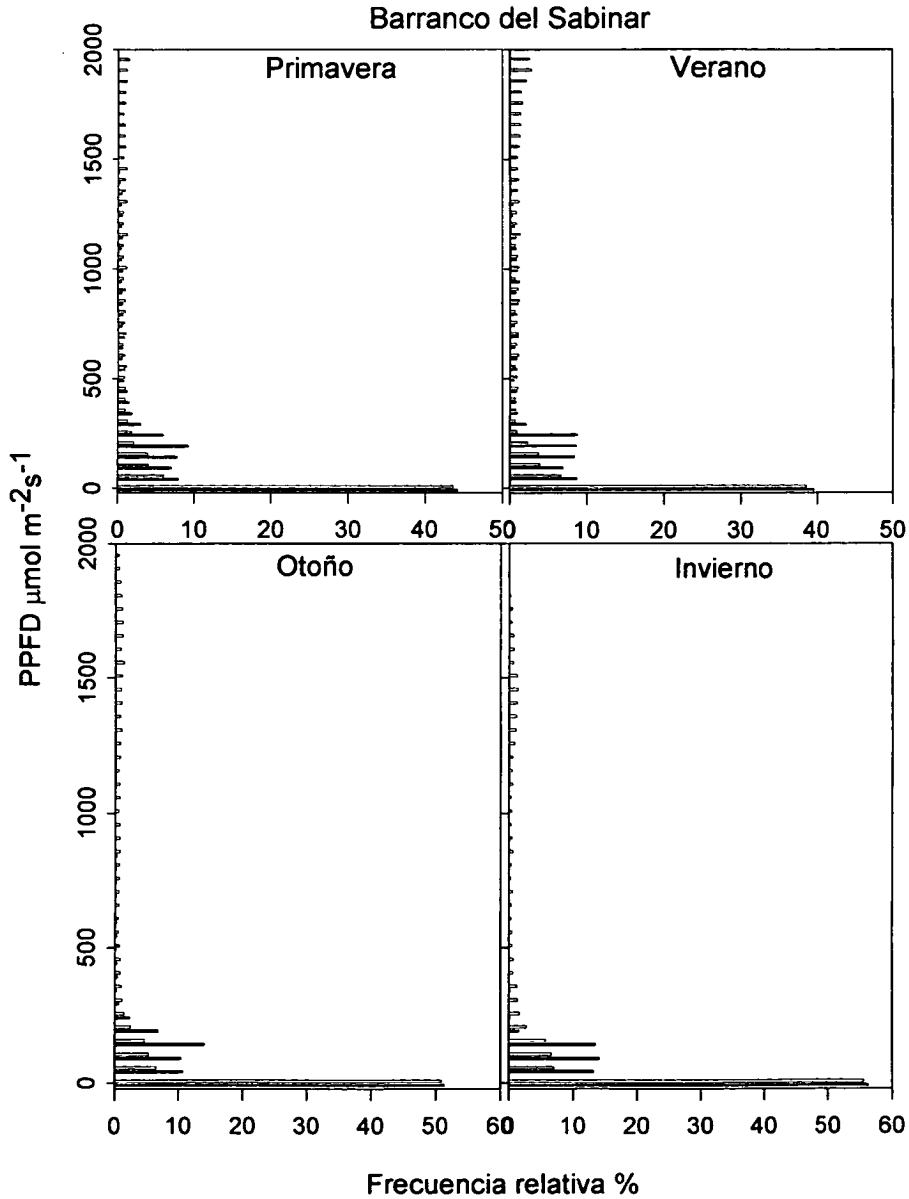 Barranco del Sabinar
Primavera
Verano
2000
1500
1000
500
0
0 10 20 30 40 50
0 10 20 30 40 50
Otoño
Invierno
2000
1500
1000
500
0
0 10 20 30 40 50 60
0 10 20 30 40 50 60
PPFD μmol m-2s-1
Frecuencia relativa %